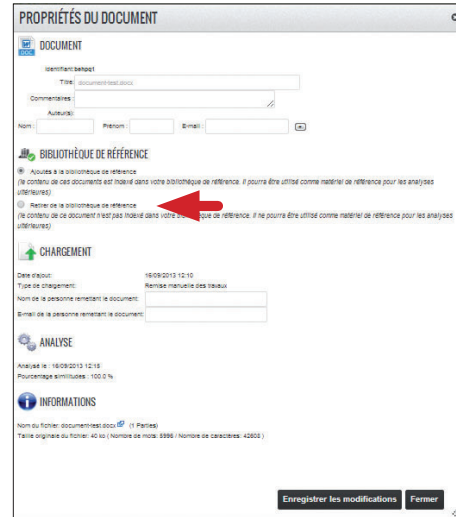 PROPRIÉTÉS DU DOCUMENT
DOC
DOCUMENT
Identifiant:
Titre: document-test.docx
Commentaires :
Auteur(s):
Nom : Prénom : E-mail :
BIBLIOTHÈQUE DE RÉFÉRENCE
Ajoutés à la bibliothèque de référence
(le contenu de ces documents est indexé dans votre bibliothèque de référence. Il pourra être utilisé comme matériel de référence pour les analyses
ultérieures)
Retirer de la bibliothèque de référence
(le contenu de ce document n'est pas indexé dans votre bibliothèque de référence. Il ne pourra être utilisé comme matériel de référence pour les analyses
ultérieures)
CHARGEMENT
Date d'ajout: 16/09/2013 12:10
Type de chargement: Remise manuelle des travaux
Nom de la personne remettant le document:
E-mail de la personne remettant le document:
ANALYSE
Analysé le : 16/09/2013 12:15
Pourcentage similitudes : 100.0 %
INFORMATIONS
Nom du fichier: document-test.docx (1 Parties)
Taille originale du fichier: 40 ko ( Nombre de mots: 8996 / Nombre de caractères: 42608 )
Enregistrer les modifications Fermer